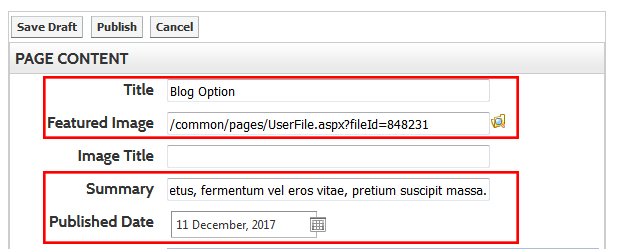 Save Draft Publish Cancel
PAGE CONTENT
Title Blog Option
Featured Image /common/pages/UserFile.aspx?fileId=848231
Image Title
Summary etus, fermentum vel eros vitae, pretium suscipit massa.
Published Date 11 December, 2017